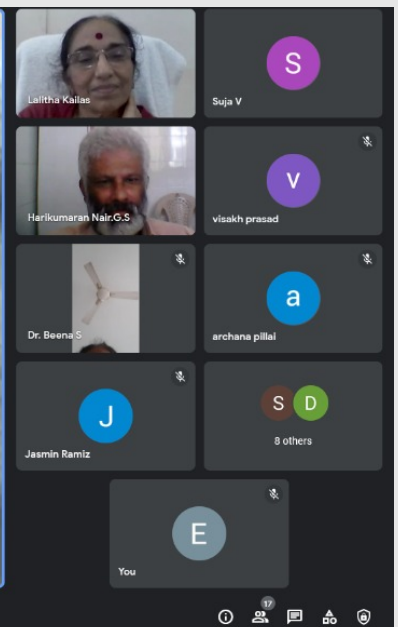 Lalitha Kailas
S
Suja V
Harikumaran Nair.G.S
V
visakh prasad
Dr. Beena S
a
archana pillai
J
Jasmin Ramiz
S D
8 others
E
You
17